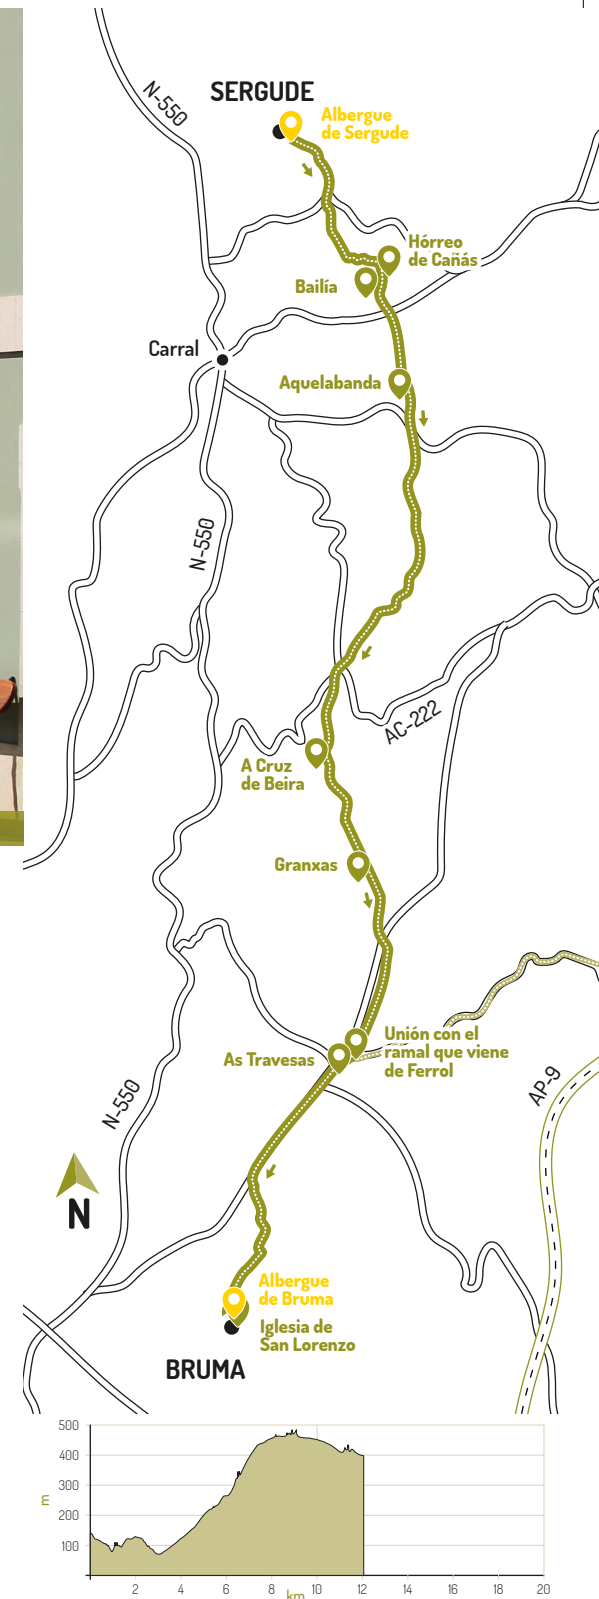 N-550
SERGUDE
Albergue
de Sergude
Hórreo
de Cañás
Bailía
Carral
Aquelabanda
N-550
AC-222
A Cruz
de Beira
Granxas
Unión con el
ramal que viene
de Ferrol
As Travesas
AP-9
N-550
N
Albergue
de Bruma
Iglesia de
San Lorenzo
BRUMA
500
400
300
200
100
m
2 4 6 8 10 12 14 16 18 20
km